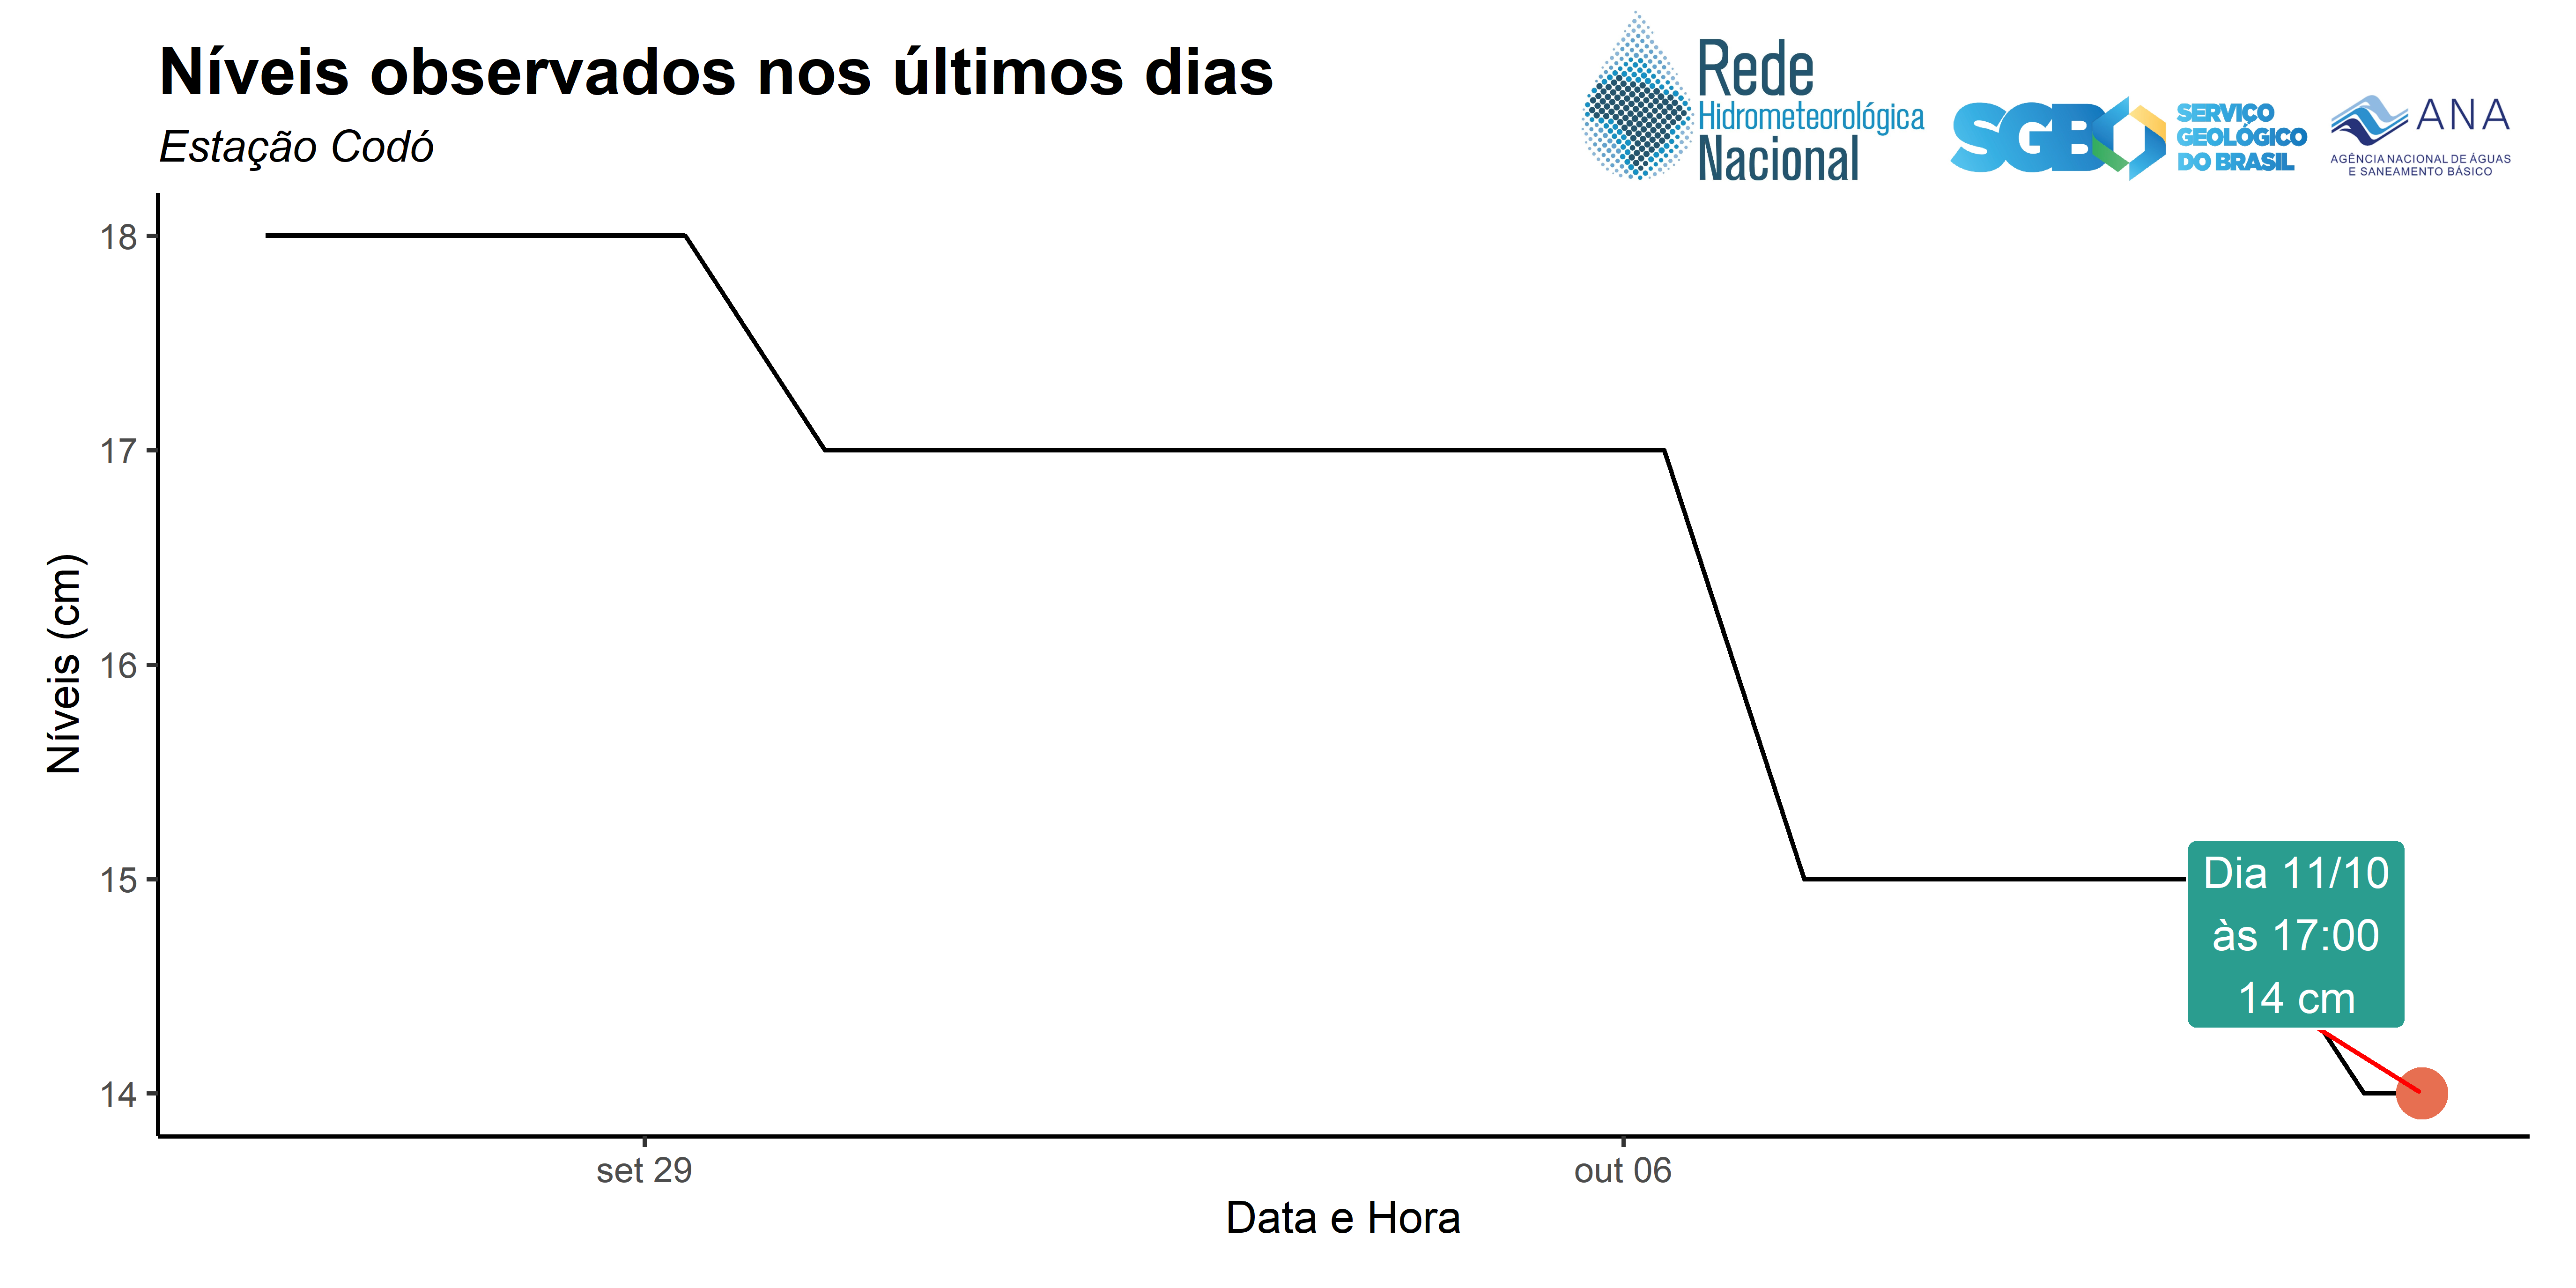 Níveis observados nos últimos dias
Estação Codó
Rede
Hidrometeorológica
Nacional
SGB
SERVIÇO
GEOLÓGICO
DO BRASIL
ANA
AGÊNCIA NACIONAL DE ÁGUAS
E SANEAMENTO BÁSICO
Níveis (cm)
18
17
16
15
14
Dia 11/10
às 17:00
14 cm
set 29
out 06
Data e Hora